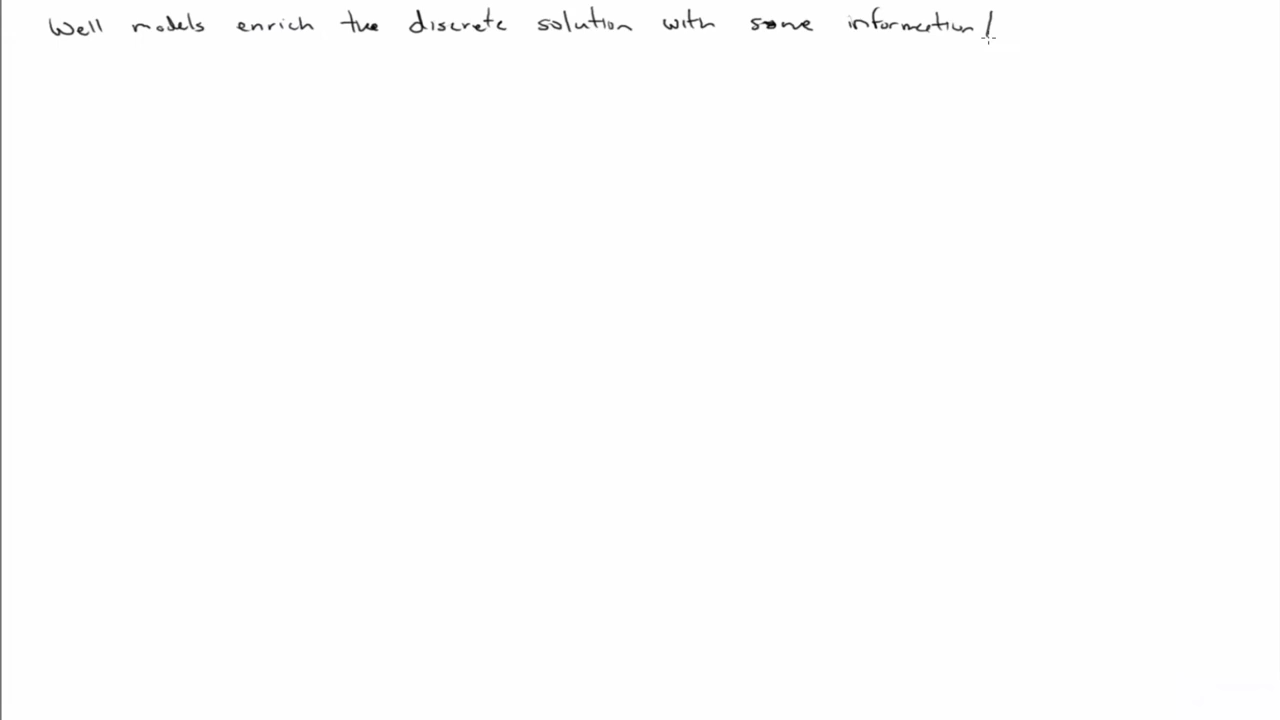 Well models enrich the discrete solution with some information/